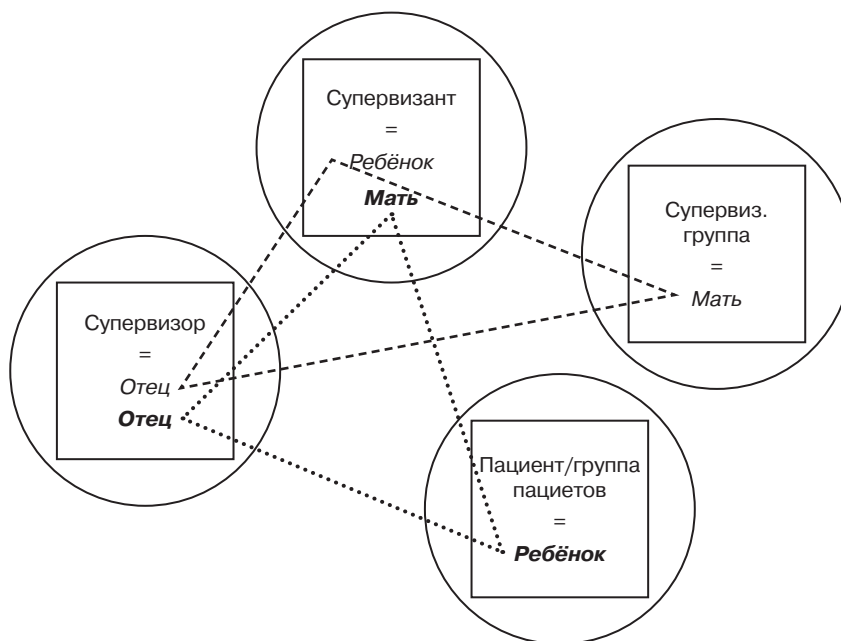 Супервизант
=
Ребёнок
Мать
Супервиз.
группа
=
Мать
Супервизор
=
Отец
Отец
Пациент/группа
пациетов
=
Ребёнок